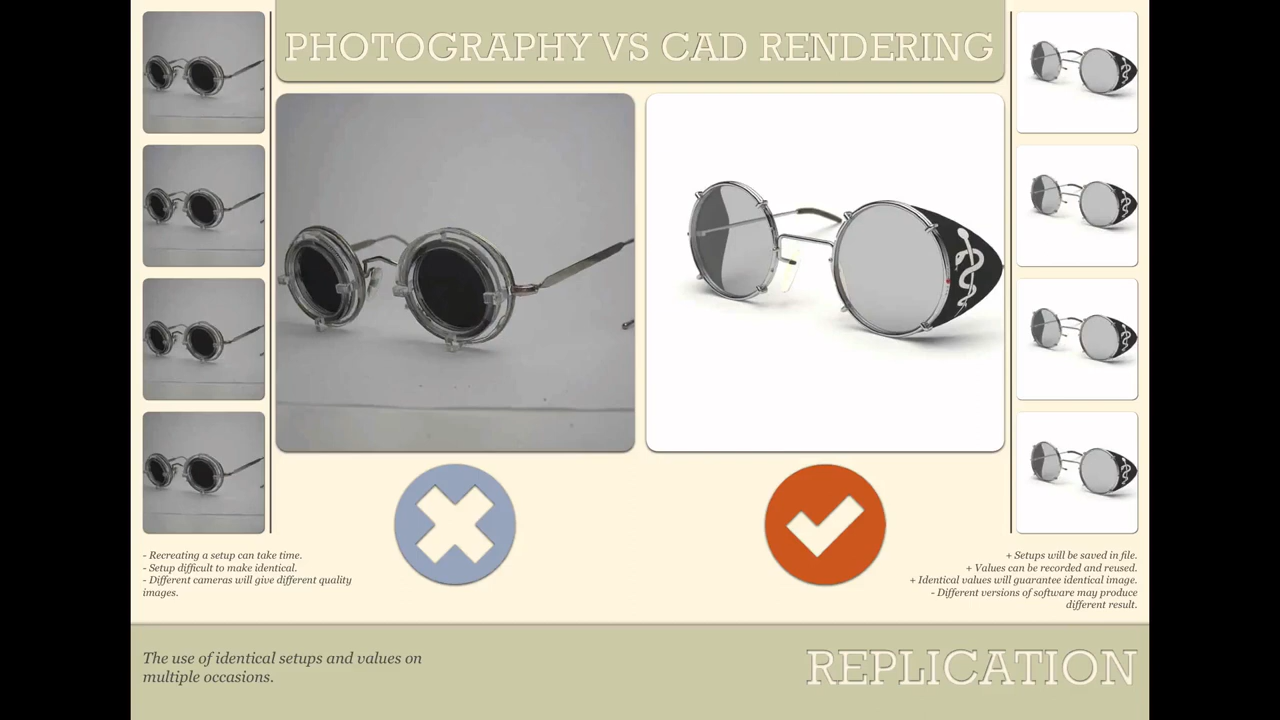 PHOTOGRAPHY VS CAD RENDERING
- Recreating a setup can take time.
- Setup difficult to make identical.
- Different cameras will give different quality
images.
+ Setups will be saved in file.
+ Values can be recorded and reused.
+ Identical values will guarantee identical image.
- Different versions of software may produce
different result.
The use of identical setups and values on
multiple occasions.
REPLICATION